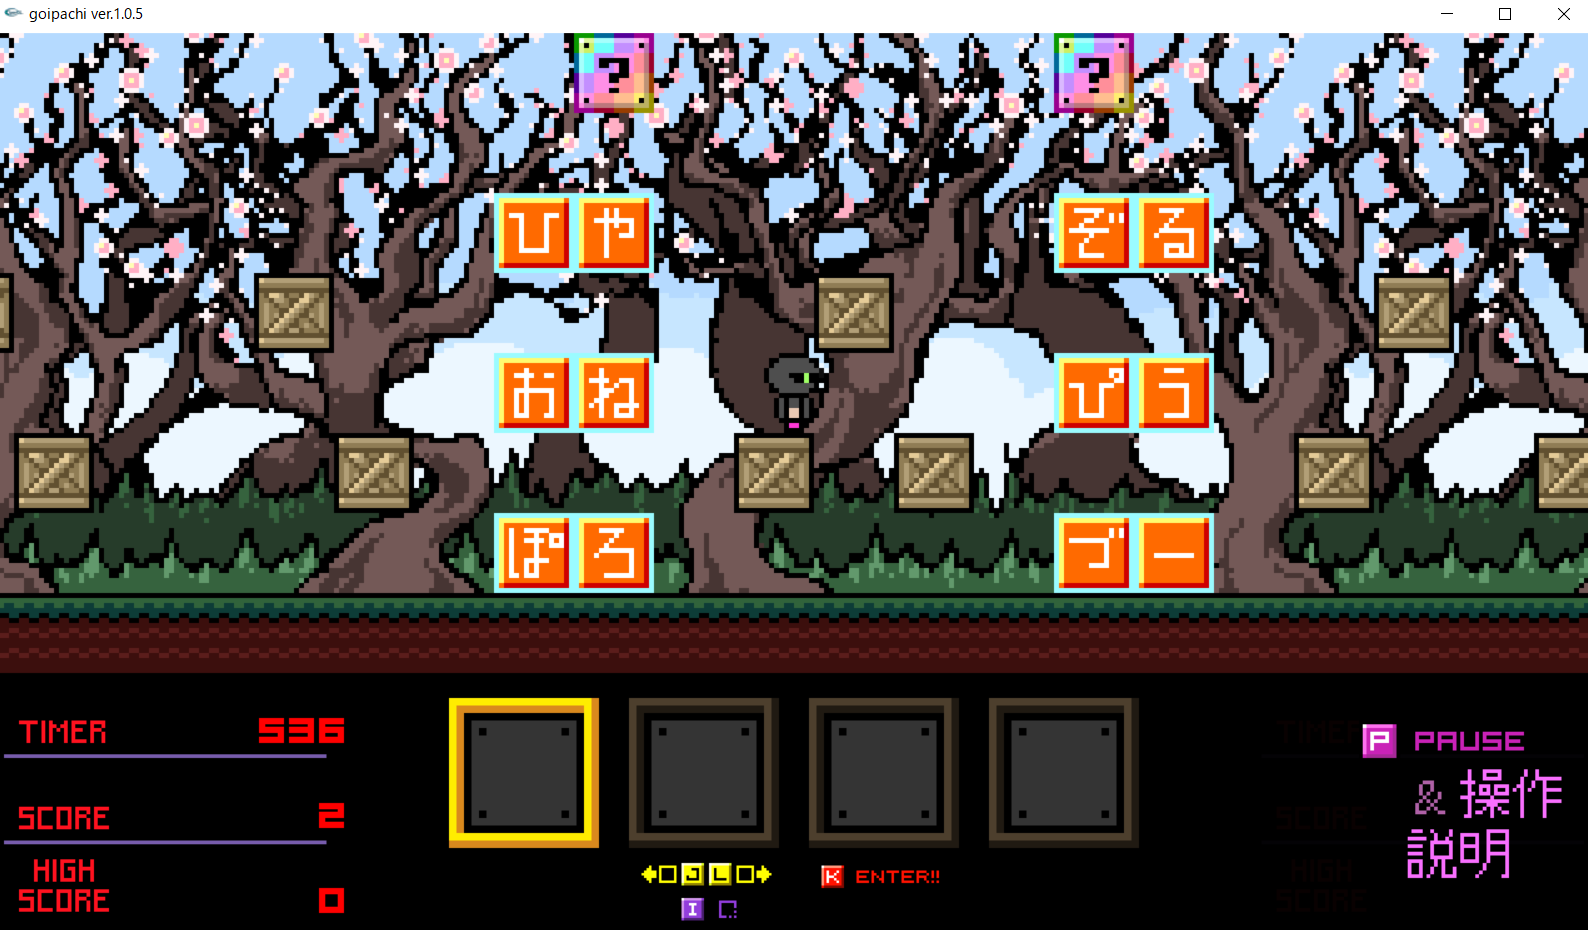 goipachi ver.1.0.5
? ?
ひ や ぞ る
お ね ぴ う
ぽ ろ づ ー
TIMER 536
SCORE 2
HIGH
SCORE 0
J L
K ENTER!!
I
P PAUSE
& 操作
説明